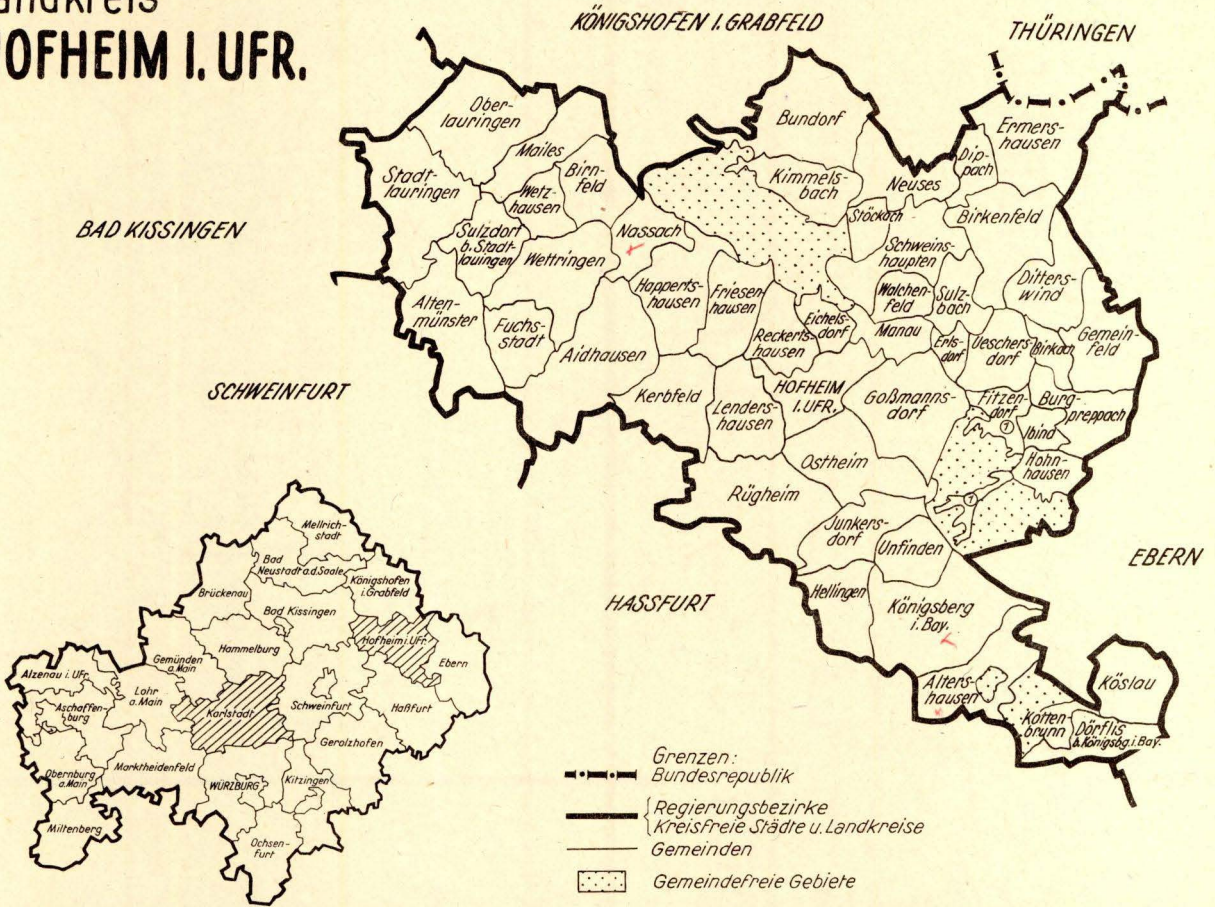 andkreis
OFHEIM I. UFR.
KÖNIGSHOFEN I. GRABFELD
THÜRINGEN
BAD KISSINGEN
SCHWEINFURT
HASSFURT
EBERN
Ober-
lauringen
Mailes
Stadt-
lauringen
Wetz-
hausen
Birn-
feld
Sulzdorf
b. Stadt-
lauingen
Wettringen
Nassach
Alten-
münster
Fuchs-
stadt
Aidhausen
Happerts-
hausen
Friesen-
hausen
Reckerts-
hausen
Eichels-
dorf
Bundorf
Kimmels-
bach
Neuses
Dip-
pach
Ermers-
hausen
Stöckach
Birkenfeld
Schweins-
haupten
Walchen-
feld
Sulz-
bach
Ditters-
wind
Manau
Erls-
dorf
Ueschers-
dorf
Birkach
Gemein-
feld
Kerbfeld
Lenders-
hausen
HOFHEIM
I. UFR.
Goßmanns-
dorf
Fitzen-
dorf
1
Burg-
preppach
Ibind
Hohn-
hausen
1
Ostheim
Rügheim
Junkers-
dorf
Unfinden
Hellingen
Königsberg
i. Bay.
Alters-
hausen
Kotten-
brunn
Dörflis
b. Königsbg. i. Bay.
Köslau
Mellrich-
stadt
Bad
Neustadt a.d. Saale
Königshofen
i. Grabfeld
Brückenau
Bad Kissingen
Hofheim i. Ufr.
Hammelburg
Ebern
Gemünden
a. Main
Alzenau i. UFr.
Lohr
a. Main
Karlstadt
Schweinfurt
Haßfurt
Aschaffen-
burg
Gerolzhofen
Marktheidenfeld
Obernburg
a. Main
WÜRZBURG
Kitzingen
Miltenberg
Ochsen-
furt
Grenzen:
Bundesrepublik
Regierungsbezirke
Kreisfreie Städte u. Landkreise
Gemeinden
Gemeindefreie Gebiete